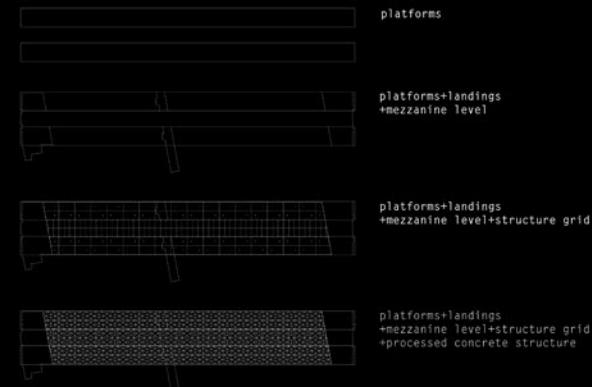 platforms
platforms+landings
+mezzanine level
platforms+landings
+mezzanine level+structure grid
platforms+landings
+mezzanine level+structure grid
+processed concrete structure